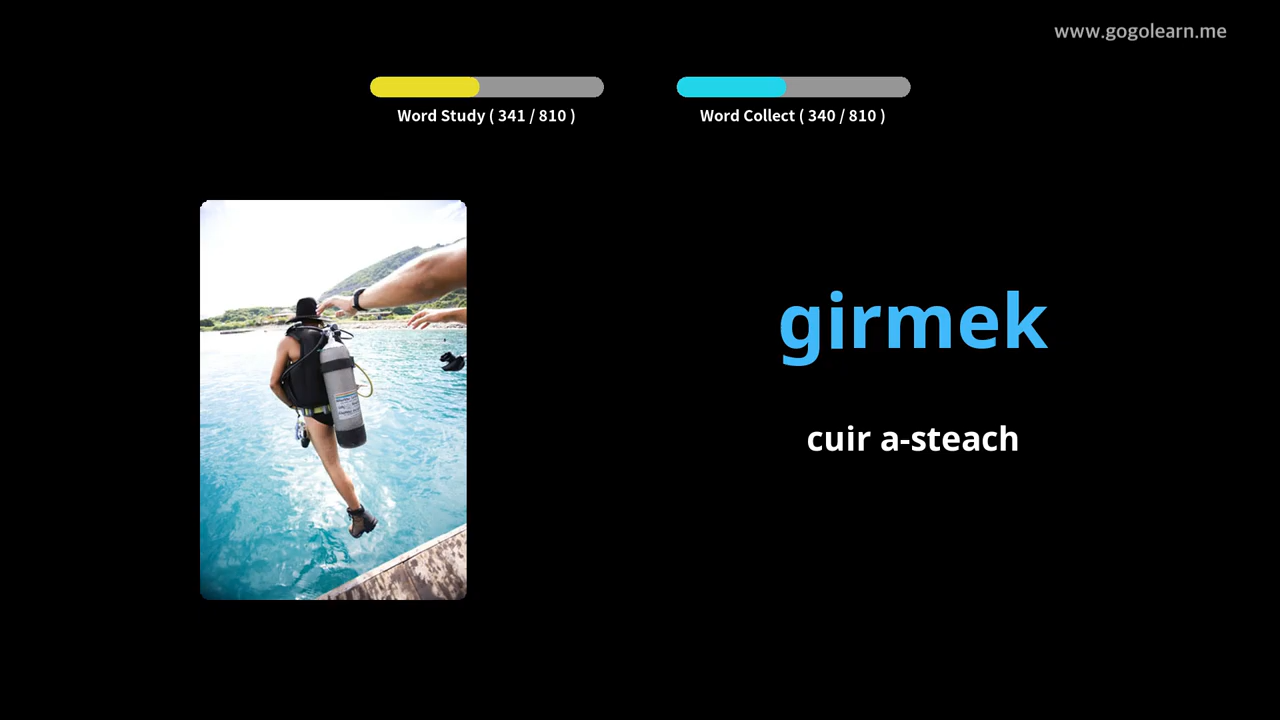 www.gogolearn.me
Word Study ( 341 / 810 )
Word Collect ( 340 / 810 )
girmek
cuir a-steach